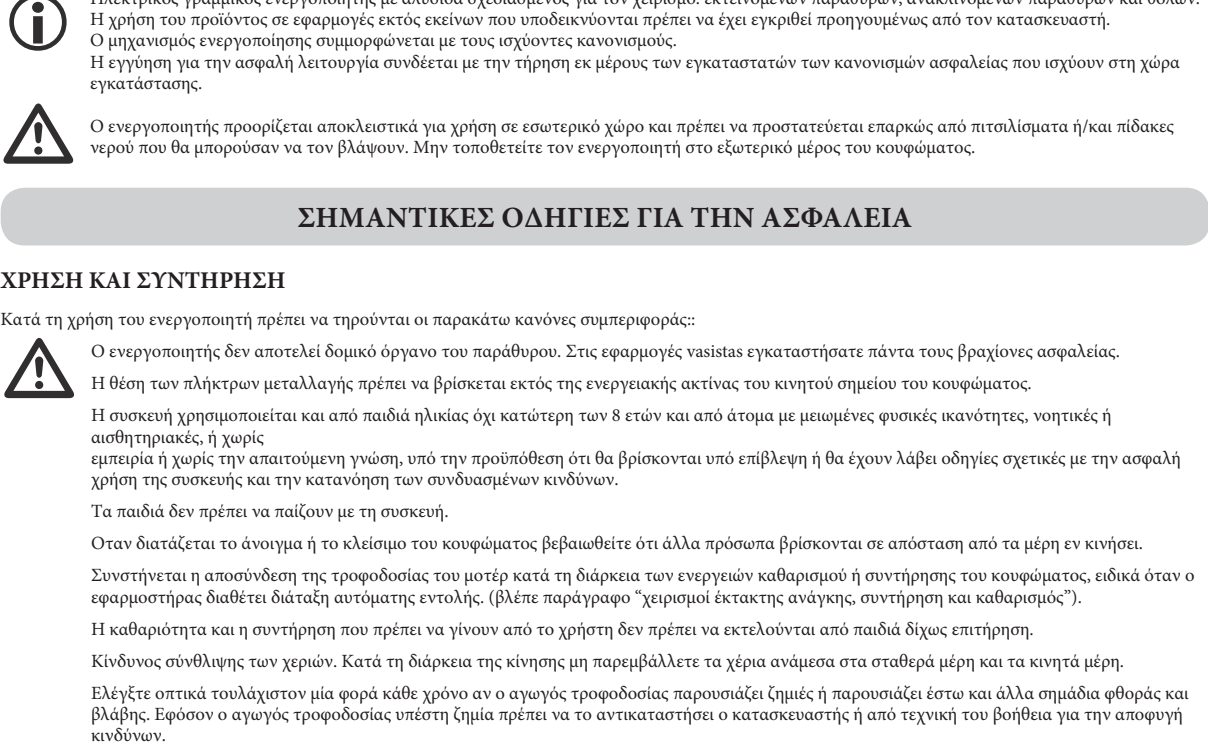 Ηλεκτρικός γραμμικός ενεργοποιητής με αλυσίδα σχεδιασμένος για τον χειρισμό: εκτεινόμενων παραθύρων, ανακλινόμενων παραθύρων και θόλων.
Η χρήση του προϊόντος σε εφαρμογές εκτός εκείνων που υποδεικνύονται πρέπει να έχει εγκριθεί προηγουμένως από τον κατασκευαστή.
Ο μηχανισμός ενεργοποίησης συμμορφώνεται με τους ισχύοντες κανονισμούς.
Η εγγύηση για την ασφαλή λειτουργία συνδέεται με την τήρηση εκ μέρους των εγκαταστατών των κανονισμών ασφαλείας που ισχύουν στη χώρα
εγκατάστασης.
Ο ενεργοποιητής προορίζεται αποκλειστικά για χρήση σε εσωτερικό χώρο και πρέπει να προστατεύεται επαρκώς από πιτσιλίσματα ή/και πίδακες
νερού που θα μπορούσαν να τον βλάψουν. Μην τοποθετείτε τον ενεργοποιητή στο εξωτερικό μέρος του κουφώματος.
ΣΗΜΑΝΤΙΚΕΣ ΟΔΗΓΙΕΣ ΓΙΑ ΤΗΝ ΑΣΦΑΛΕΙΑ
ΧΡΗΣΗ ΚΑΙ ΣΥΝΤΗΡΗΣΗ
Κατά τη χρήση του ενεργοποιητή πρέπει να τηρούνται οι παρακάτω κανόνες συμπεριφοράς::
Ο ενεργοποιητής δεν αποτελεί δομικό όργανο του παράθυρου. Στις εφαρμογές vasistas εγκαταστήσατε πάντα τους βραχίονες ασφαλείας.
Η θέση των πλήκτρων μεταλλαγής πρέπει να βρίσκεται εκτός της ενεργειακής ακτίνας του κινητού σημείου του κουφώματος.
Η συσκευή χρησιμοποιείται και από παιδιά ηλικίας όχι κατώτερη των 8 ετών και από άτομα με μειωμένες φυσικές ικανότητες, νοητικές ή
αισθητηριακές, ή χωρίς
εμπειρία ή χωρίς την απαιτούμενη γνώση, υπό την προϋπόθεση ότι θα βρίσκονται υπό επίβλεψη ή θα έχουν λάβει οδηγίες σχετικές με την ασφαλή
χρήση της συσκευής και την κατανόηση των συνδυασμένων κινδύνων.
Τα παιδιά δεν πρέπει να παίζουν με τη συσκευή.
Οταν διατάζεται το άνοιγμα ή το κλείσιμο του κουφώματος βεβαιωθείτε ότι άλλα πρόσωπα βρίσκονται σε απόσταση από τα μέρη εν κινήσει.
Συνστήνεται η αποσύνδεση της τροφοδοσίας του μοτέρ κατά τη διάρκεια των ενεργειών καθαρισμού ή συντήρησης του κουφώματος, ειδικά όταν ο
εφαρμοστήρας διαθέτει διάταξη αυτόματης εντολής. (βλέπε παράγραφο “χειρισμοί έκτακτης ανάγκης, συντήρηση και καθαρισμός”).
Η καθαριότητα και η συντήρηση που πρέπει να γίνουν από το χρήστη δεν πρέπει να εκτελούνται από παιδιά δίχως επιτήρηση.
Κίνδυνος σύνθλιψης των χεριών. Κατά τη διάρκεια της κίνησης μη παρεμβάλλετε τα χέρια ανάμεσα στα σταθερά μέρη και τα κινητά μέρη.
Ελέγξτε οπτικά τουλάχιστον μία φορά κάθε χρόνο αν ο αγωγός τροφοδοσίας παρουσιάζει ζημιές ή παρουσιάζει έστω και άλλα σημάδια φθοράς και
βλάβης. Εφόσον ο αγωγός τροφοδοσίας υπέστη ζημία πρέπει να το αντικαταστήσει ο κατασκευαστής ή από τεχνική του βοήθεια για την αποφυγή
κινδύνων.